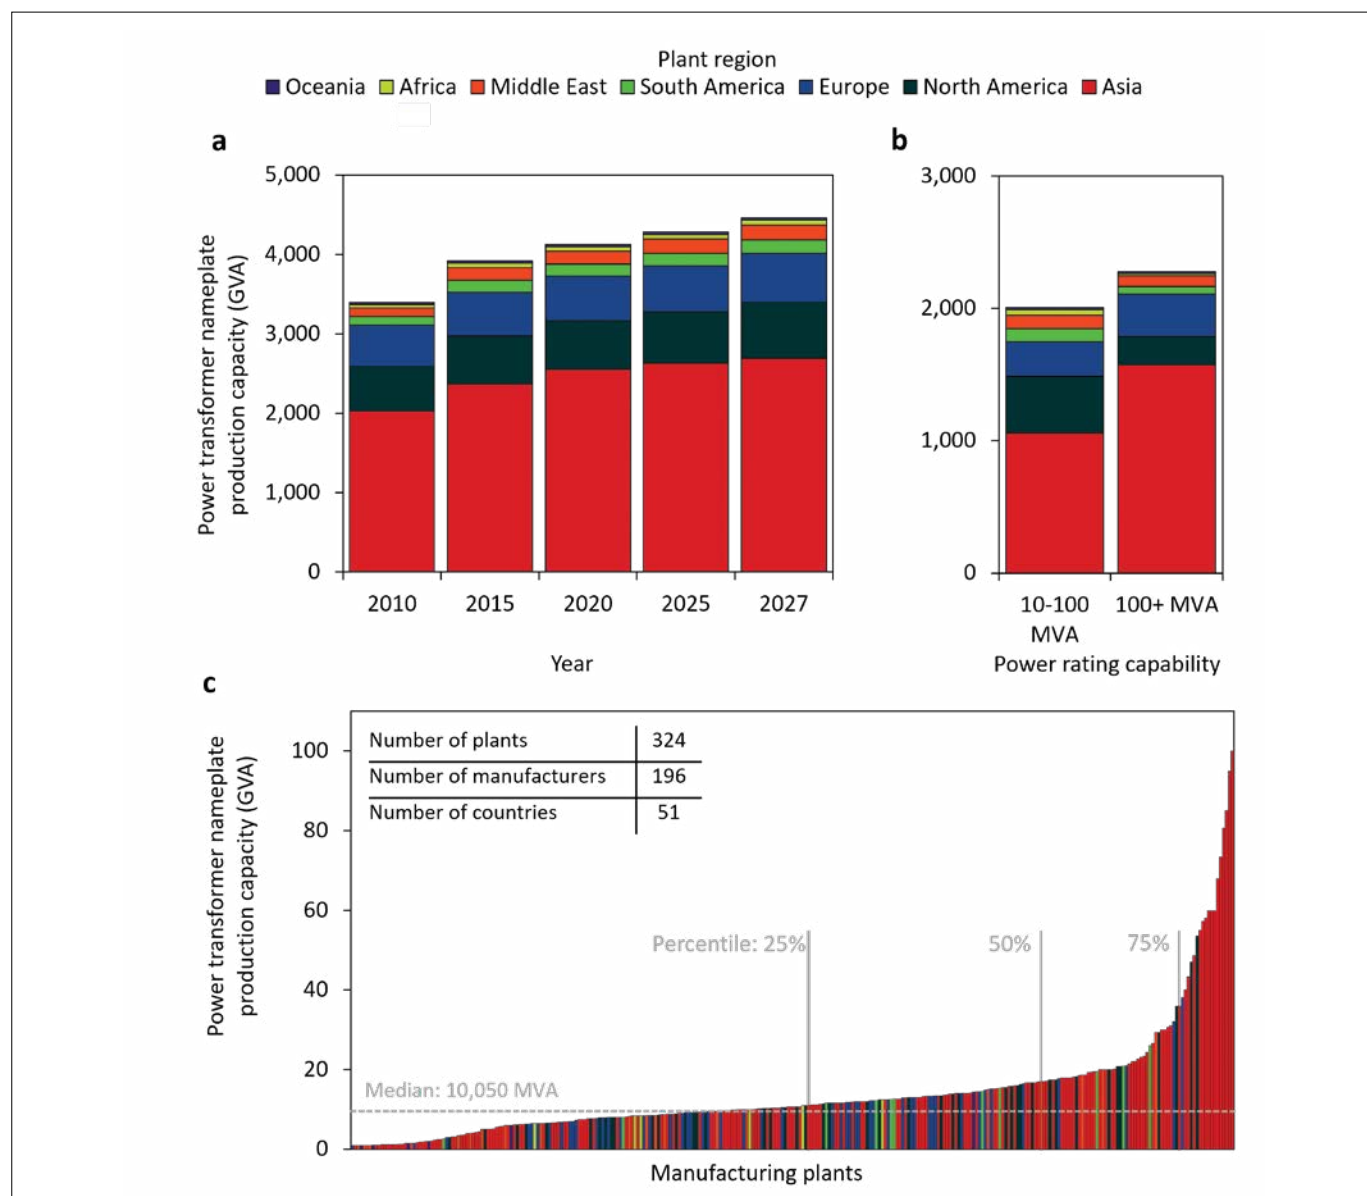 Plant region
Oceania Africa Middle East South America Europe North America Asia
a
Power transformer nameplate
production capacity (GVA)
5,000
4,000
3,000
2,000
1,000
0
2010 2015 2020 2025 2027
Year
b
3,000
2,000
1,000
0
10-100 100+ MVA
MVA
Power rating capability
c
Power transformer nameplate
production capacity (GVA)
100
80
60
40
20
0
Number of plants 324
Number of manufacturers 196
Number of countries 51
Percentile: 25% 50% 75%
Median: 10,050 MVA
Manufacturing plants